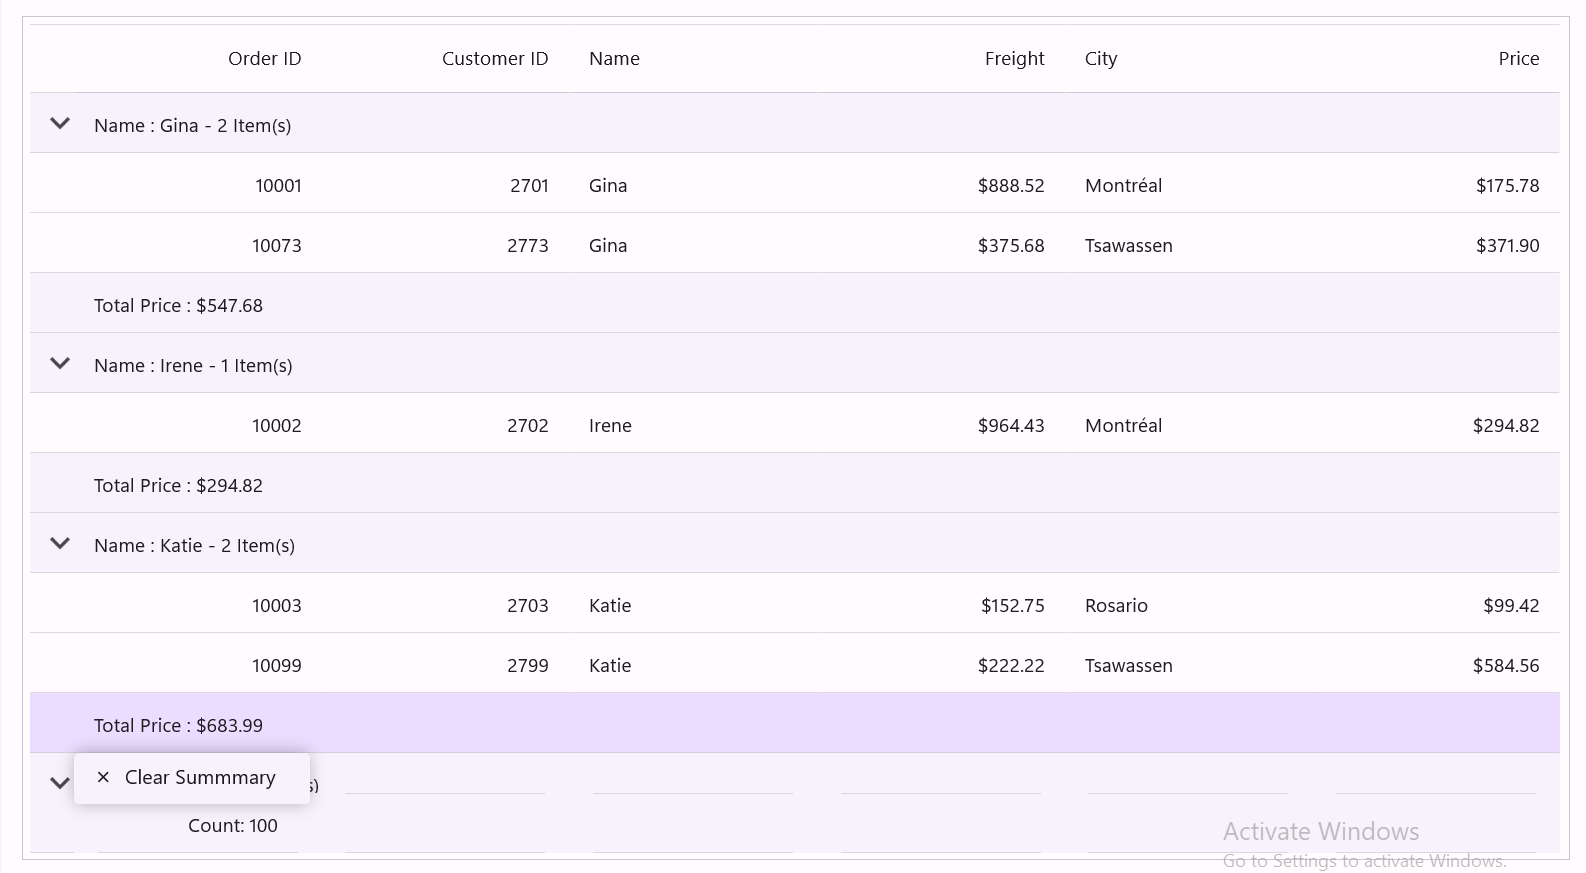 Order ID Customer ID Name Freight City Price
Name : Gina - 2 Item(s)
10001 2701 Gina $888.52 Montréal $175.78
10073 2773 Gina $375.68 Tsawassen $371.90
Total Price : $547.68
Name : Irene - 1 Item(s)
10002 2702 Irene $964.43 Montréal $294.82
Total Price : $294.82
Name : Katie - 2 Item(s)
10003 2703 Katie $152.75 Rosario $99.42
10099 2799 Katie $222.22 Tsawassen $584.56
Total Price : $683.99
× Clear Summmary
Count: 100
Activate Windows
Go to Settings to activate Windows.